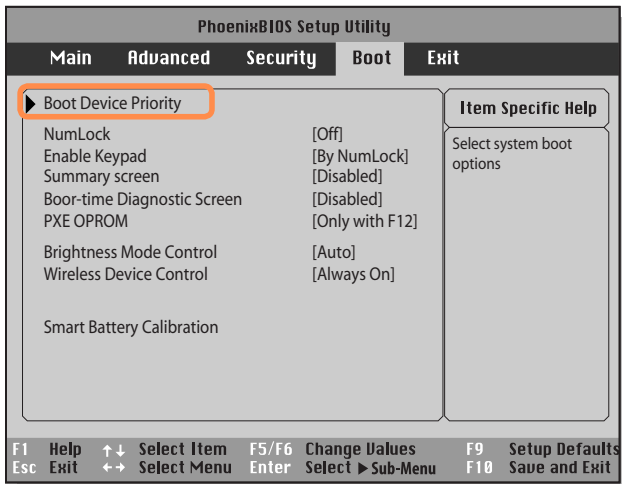 PhoenixBIOS Setup Utility
Main Advanced Security Boot Exit
Boot Device Priority
NumLock [Off]
Enable Keypad [By NumLock]
Summary screen [Disabled]
Boor-time Diagnostic Screen [Disabled]
PXE OPROM [Only with F12]
Brightness Mode Control [Auto]
Wireless Device Control [Always On]
Smart Battery Calibration
Item Specific Help
Select system boot
options
F1 Help ↑↓ Select Item F5/F6 Change Values F9 Setup Defaults
Esc Exit ←→ Select Menu Enter Select ▶ Sub-Menu F10 Save and Exit